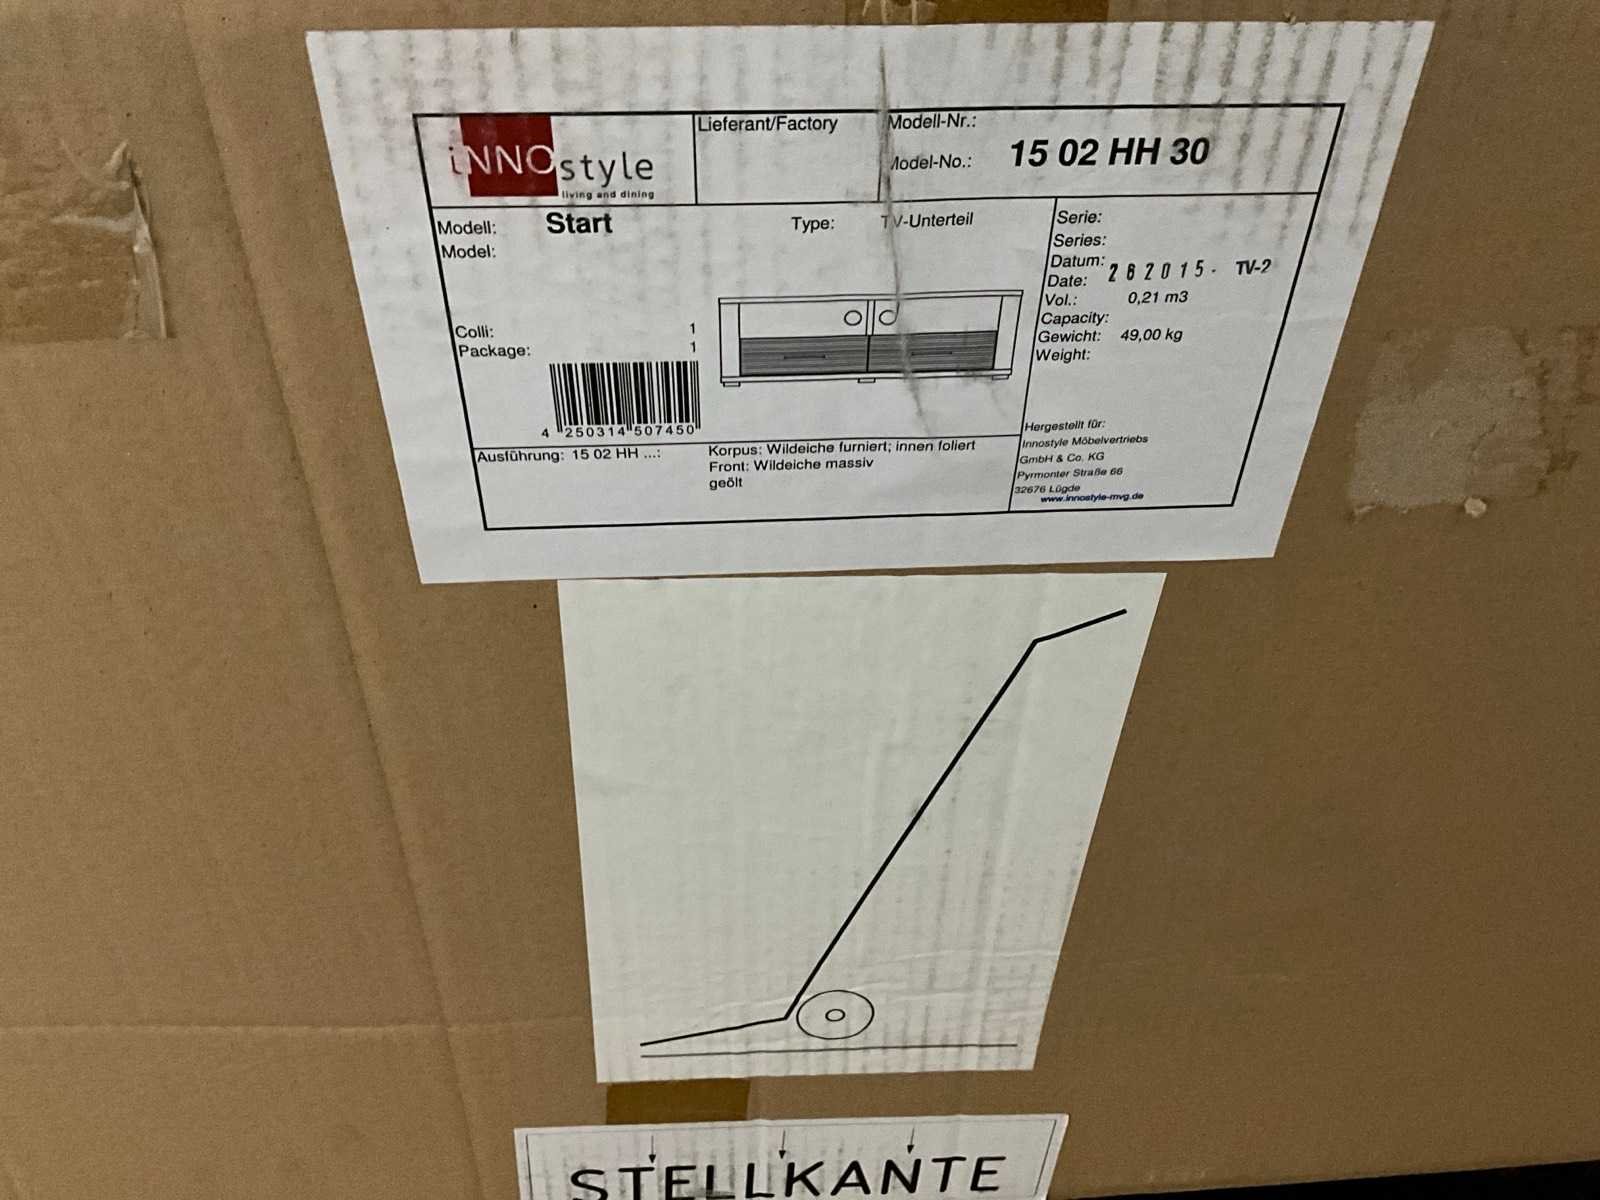 iNNOstyle
living and dining
Lieferant/Factory
Modell-Nr.:
Model-No.: 15 02 HH 30
Modell: Start
Model:
Type: TV-Unterteil
Colli: 1
Package: 1
4 250314 507450
Serie:
Series:
Datum:
Date: 262015. TV-2
Vol.: 0,21 m3
Capacity:
Gewicht: 49,00 kg
Weight:
Ausführung: 15 02 HH ...:
Korpus: Wildeiche furniert; innen foliert
Front: Wildeiche massiv
geölt
Hergestellt für:
Innostyle Möbelvertriebs
GmbH & Co. KG
Pyrmonter Straße 66
32676 Lügde
www.innostyle-mvg.de
STELLKANTE